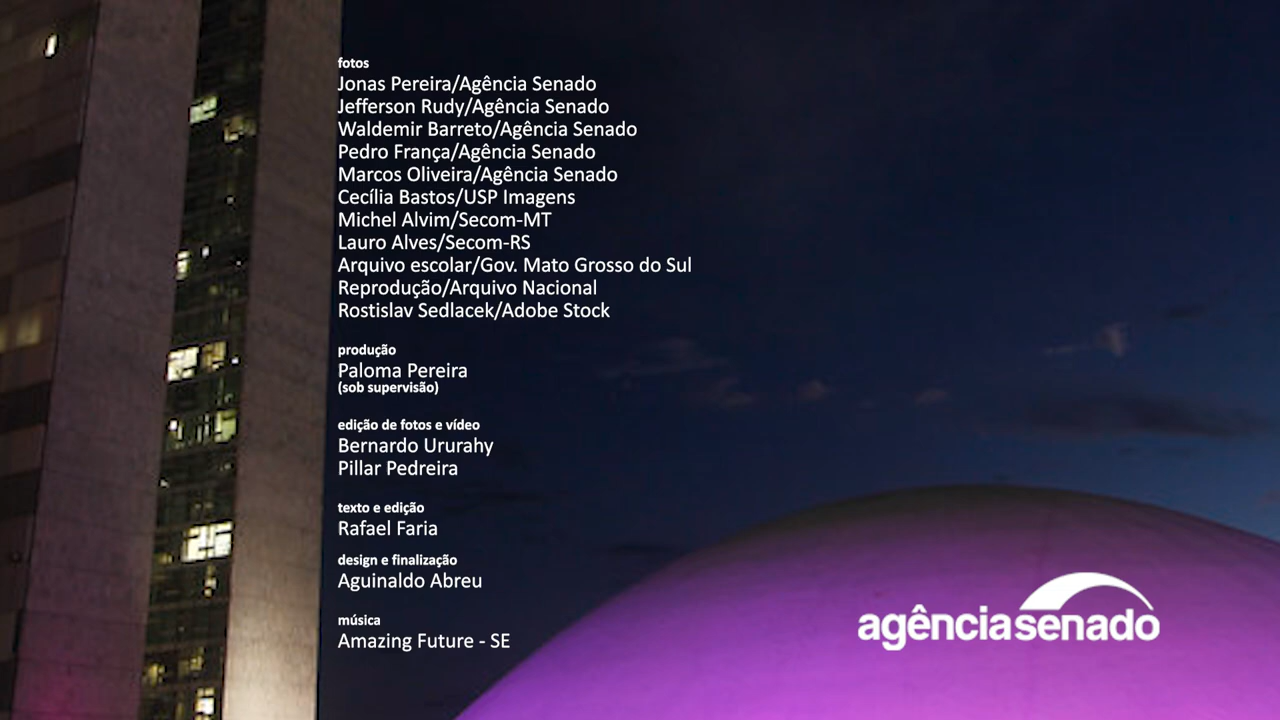 fotos
Jonas Pereira/Agência Senado
Jefferson Rudy/Agência Senado
Waldemir Barreto/Agência Senado
Pedro França/Agência Senado
Marcos Oliveira/Agência Senado
Cecília Bastos/USP Imagens
Michel Alvim/Secom-MT
Lauro Alves/Secom-RS
Arquivo escolar/Gov. Mato Grosso do Sul
Reprodução/Arquivo Nacional
Rostislav Sedlacek/Adobe Stock
produção
Paloma Pereira
(sob supervisão)
edição de fotos e vídeo
Bernardo Ururahy
Pillar Pedreira
texto e edição
Rafael Faria
design e finalização
Aguinaldo Abreu
música
Amazing Future - SE
agênciasenado